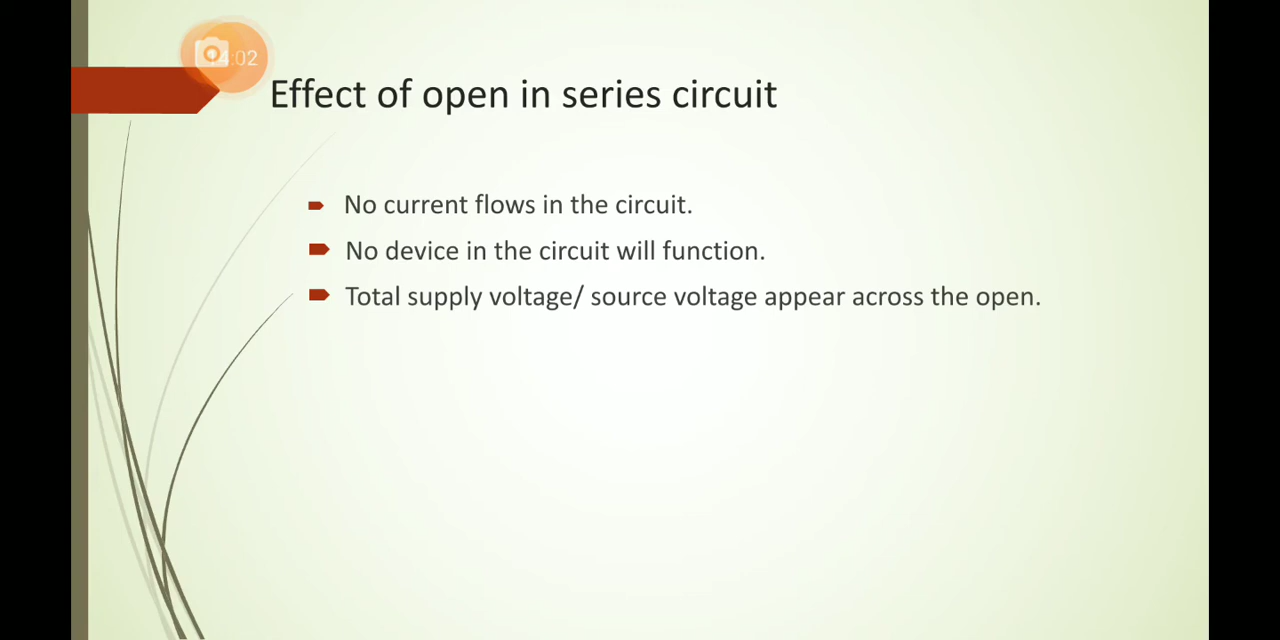 Effect of open in series circuit
No current flows in the circuit.
No device in the circuit will function.
Total supply voltage/ source voltage appear across the open.